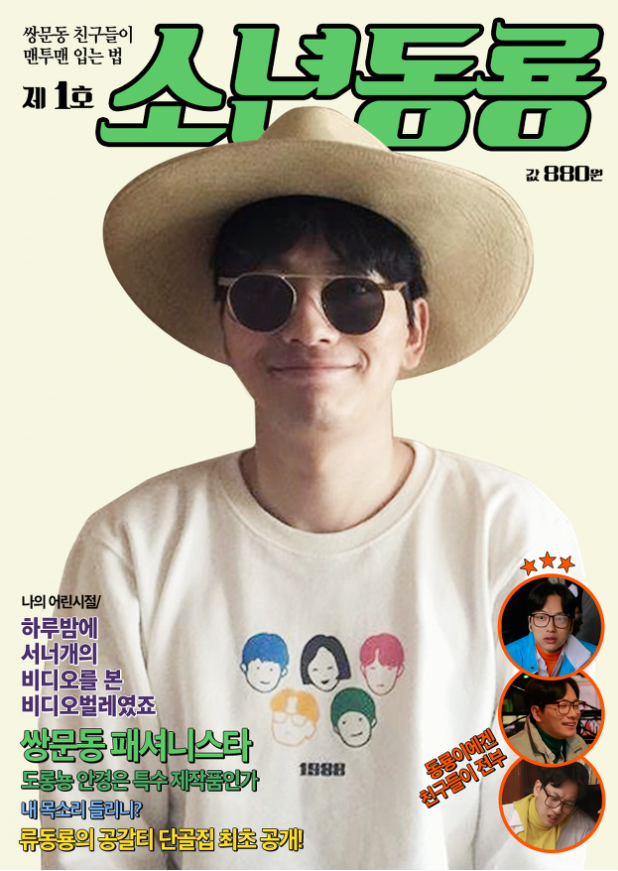 쌍문동 친구들이
맨투맨 입는 법
제 1호
소년동룡
값 880원
나의 어린시절/
하루밤에
서너개의
비디오를 본
비디오벌레였죠
쌍문동 패셔니스타
도롱뇽 안경은 특수 제작품인가
내 목소리 들리니?
류동룡의 공갈티 단골집 최초 공개!
1988
동룡이에겐
친구들이 전부